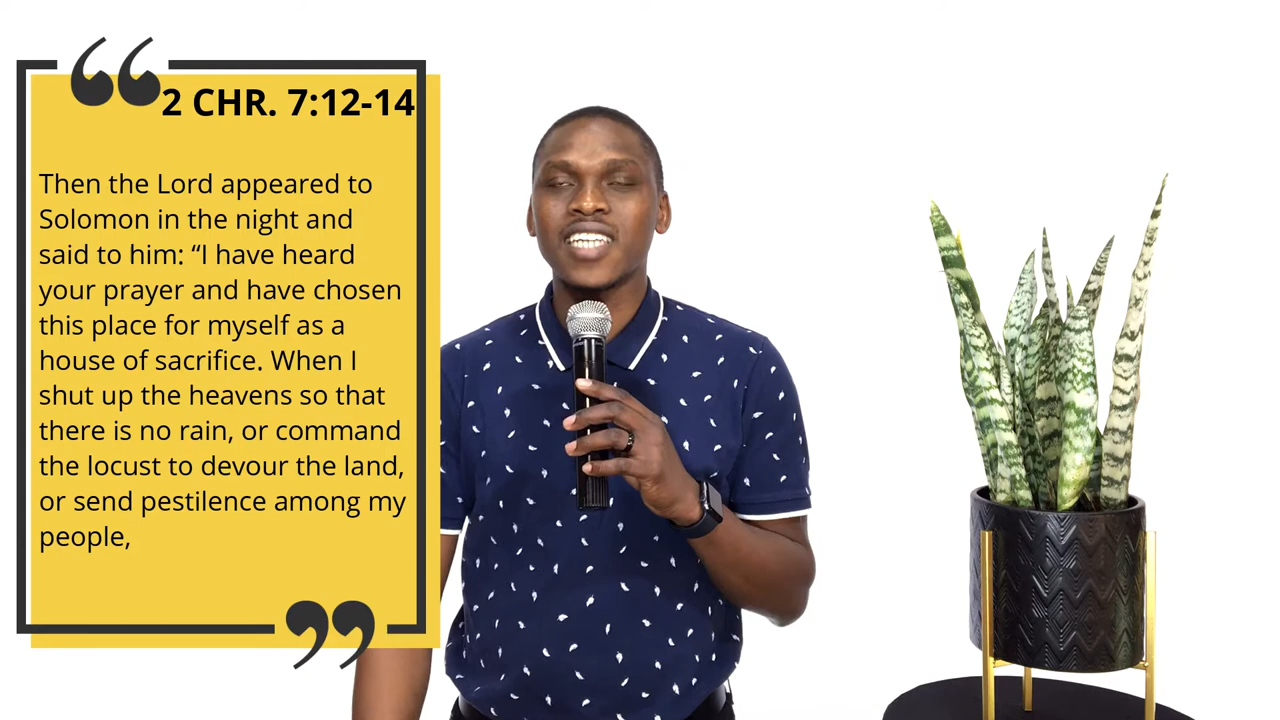 2 CHR. 7:12-14
Then the Lord appeared to
Solomon in the night and
said to him: “I have heard
your prayer and have chosen
this place for myself as a
house of sacrifice. When I
shut up the heavens so that
there is no rain, or command
the locust to devour the land,
or send pestilence among my
people,